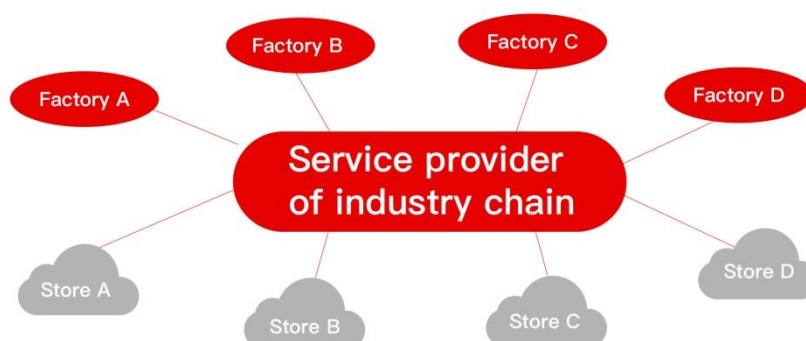 Factory A
Factory B
Factory C
Factory D
Service provider
of industry chain
Store A
Store B
Store C
Store D